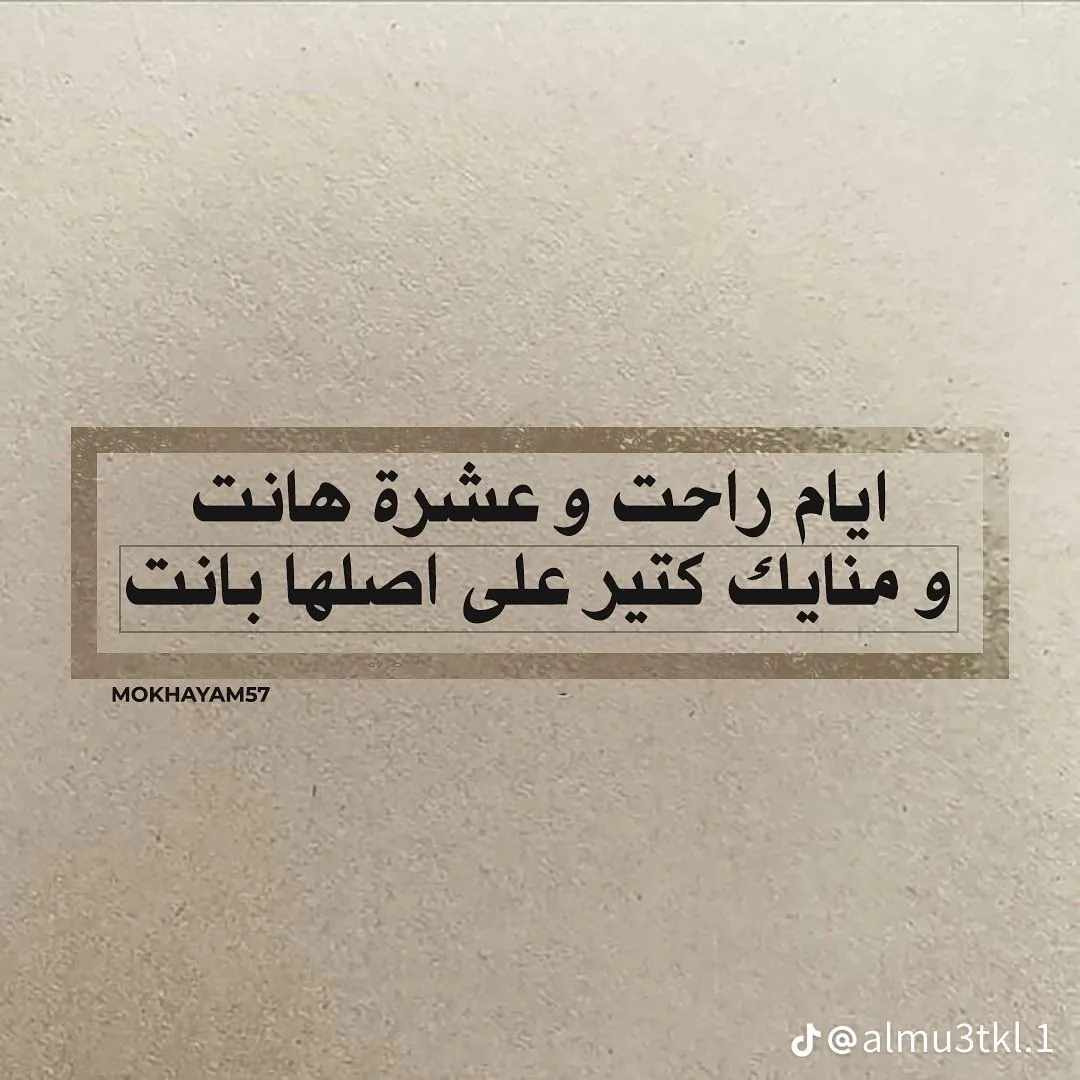 ايام راحت و عشرة هانت
و منايك كتير على اصلها بانت
MOKHAYAM57
@almu3tkl.1